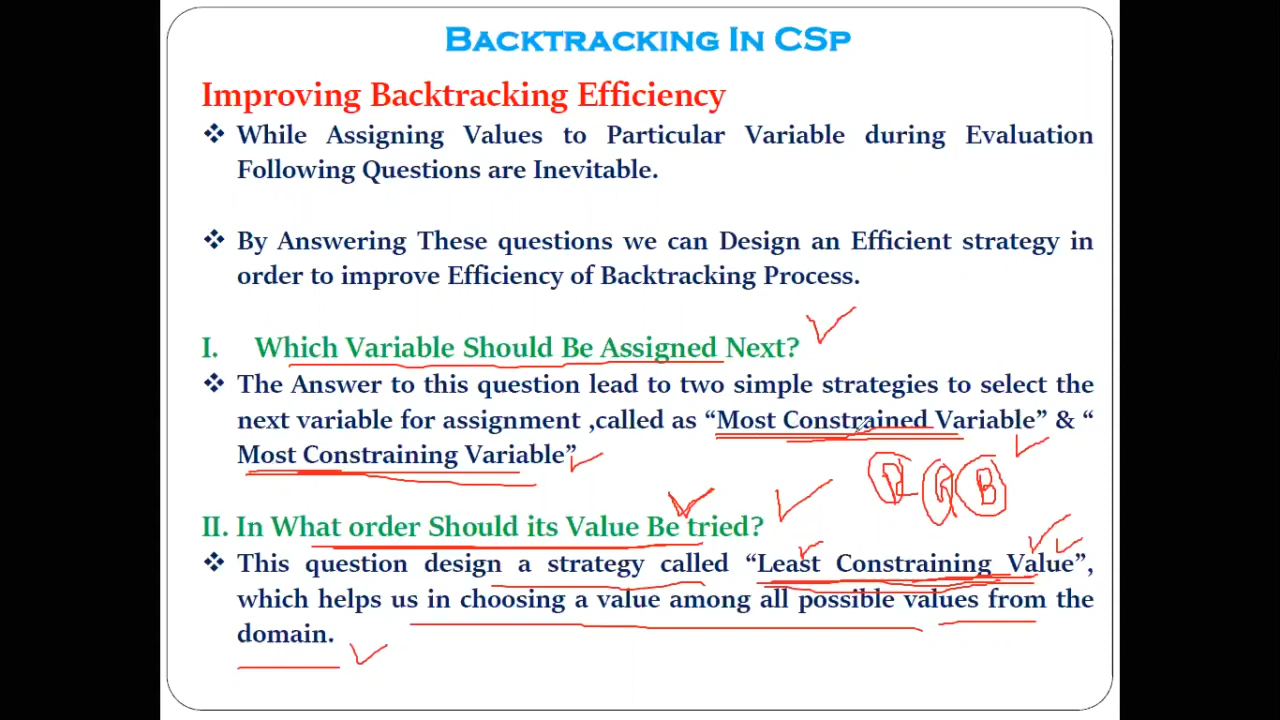 BACKTRACKING IN CSP
Improving Backtracking Efficiency
❖ While Assigning Values to Particular Variable during Evaluation
Following Questions are Inevitable.
❖ By Answering These questions we can Design an Efficient strategy in
order to improve Efficiency of Backtracking Process.
I. Which Variable Should Be Assigned Next?
❖ The Answer to this question lead to two simple strategies to select the
next variable for assignment ,called as “Most Constrained Variable” & “
Most Constraining Variable”
R G B
II. In What order Should its Value Be tried?
❖ This question design a strategy called “Least Constraining Value”,
which helps us in choosing a value among all possible values from the
domain.